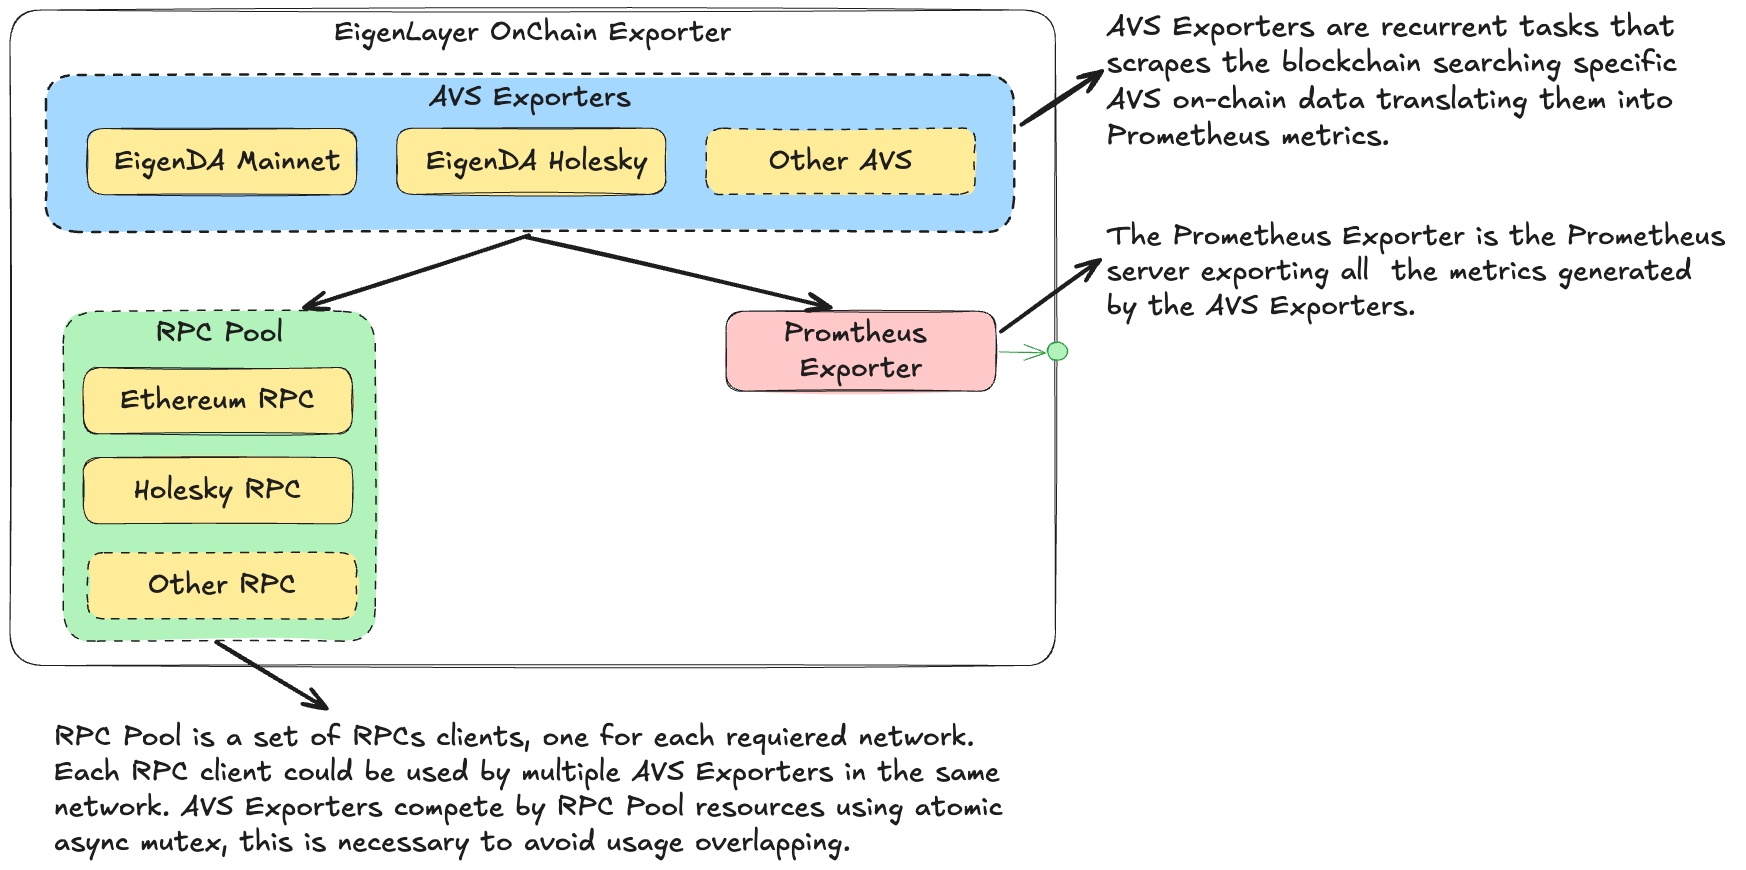 EigenLayer OnChain Exporter
AVS Exporters
EigenDA Mainnet
EigenDA Holesky
Other AVS
AVS Exporters are recurrent tasks that
scrapes the blockchain searching specific
AVS on-chain data translating them into
Prometheus metrics.
The Prometheus Exporter is the Prometheus
server exporting all  the metrics generated
by the AVS Exporters.
RPC Pool
Ethereum RPC
Holesky RPC
Other RPC
Promtheus
Exporter
RPC Pool is a set of RPCs clients, one for each requiered network.
Each RPC client could be used by multiple AVS Exporters in the same
network. AVS Exporters compete by RPC Pool resources using atomic
async mutex, this is necessary to avoid usage overlapping.